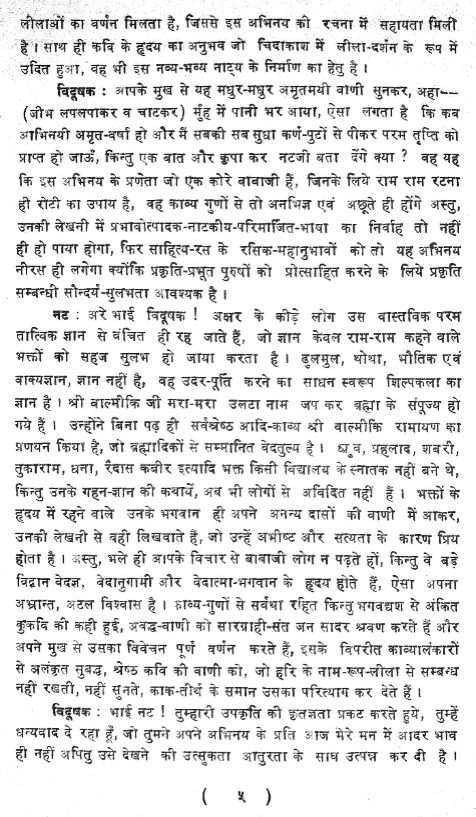 लीलाओं का वर्णन मिलता है, जिससे इस अभिनय की रचना में सहायता मिली
है । साथ ही कवि के हृदय का अनुभव जो चिदाकाश में लीला-दर्शन के रूप में
उदित हुआ, वह भी इस नव्य-भव्य नाट्य के निर्माण का हेतु है ।
विदूषक : आपके मुख से यह मधुर-मधुर अमृतमयी वाणी सुनकर, अहा--
(जीभ लपलपाकर व चाटकर) मुँह में पानी भर आया, ऐसा लगता है कि कब
आभिनयी अमृत-वर्षा हो और मैं सबकी सब सुधा कर्ण-पुटों से पीकर परम तृप्ति को
प्राप्त हो जाऊँ, किन्तु एक बात और कृपा कर नटजी बता देंगे क्या ? वह यह
कि इस अभिनय के प्रणेता जो एक कोरे बाबाजी हैं, जिनके लिये राम राम रटना
ही रोटी का उपाय है, वह काव्य गुणों से तो अनभिज्ञ एवं अछूते ही होंगे अस्तु,
उनकी लेखनी में प्रभावोत्पादक-नाटकीय-परिमार्जित-भाषा का निर्वाह तो नहीं
ही हो पाया होगा, फिर साहित्य-रस के रसिक-महानुभावों को तो यह अभिनय
नीरस ही लगेगा क्योंकि प्रकृति-प्रभूत पुरुषों को प्रोत्साहित करने के लिये प्रकृति
सम्बन्धी सौन्दर्य-सुलभता आवश्यक है ।
नट : अरे भाई विदूषक ! अक्षर के कीड़े लोग उस वास्तविक परम
तात्विक ज्ञान से वंचित ही रह जाते हैं, जो ज्ञान केवल राम-राम कहने वाले
भक्तों को सहज सुलभ हो जाया करता है । ढुलमुल, थोथा, भौतिक एवं
वाक्यज्ञान, ज्ञान नहीं है, वह उदर-पूर्ति करने का साधन स्वरूप शिल्पकला का
ज्ञान है । श्री बाल्मीकि जी मरा-मरा उलटा नाम जप कर ब्रह्मा के संपूज्य हो
गये हैं । उन्होंने बिना पढ़ ही सर्वश्रेष्ठ आदि-काव्य श्री वाल्मीकि रामायण का
प्रणयन किया है, जो ब्रह्मादिकों से सम्मानित वेदतुल्य है । ध्रुव, प्रहलाद, शबरी,
तुकाराम, धना, रैदास कबीर इत्यादि भक्त किसी विद्यालय के स्नातक नहीं बने थे,
किन्तु उनके गहन-ज्ञान की कथायें, अब भी लोगों से अविदित नहीं हैं । भक्तों के
हृदय में रहने वाले उनके भगवान ही अपने अनन्य दासों की वाणी में आकर,
उनकी लेखनी से वही लिखवाते हैं, जो उन्हें अभीष्ट और सत्यता के कारण प्रिय
होता है । अस्तु, भले ही आपके विचार से बाबाजी लोग न पढ़ते हों, किन्तु वे बड़े
विद्वान वेदज्ञ, वेदानुगामी और वेदात्मा-भगवान के हृदय होते हैं, ऐसा अपना
अभ्रान्त, अटल विश्वास है । काव्य-गुणों से सर्वथा रहित किन्तु भगवद्यश से अंकित
कुकवि की कही हुई, अवद्ध-वाणी को सारग्राही-संत जन सादर श्रवण करते हैं और
अपने मुख से उसका विवेचन पूर्ण वर्णन करते हैं, इसके विपरीत काव्यालंकारों
से अलंकृत सुबद्ध, श्रेष्ठ कवि की वाणी को, जो हरि के नाम-रूप-लीला से सम्बन्ध
नहीं रखती, नहीं सुनते, काक-तीर्थ के समान उसका परित्याग कर देते हैं ।
विदूषक : भाई नट ! तुम्हारी उपकृति की कृतज्ञता प्रकट करते हुये, तुम्हें
धन्यवाद दे रहा हूँ, जो तुमने अपने अभिनय के प्रति आज मेरे मन में आदर भाव
ही नहीं अपितु उसे देखने की उत्सुकता आतुरता के साथ उत्पन्न कर दी है ।
( ५ )